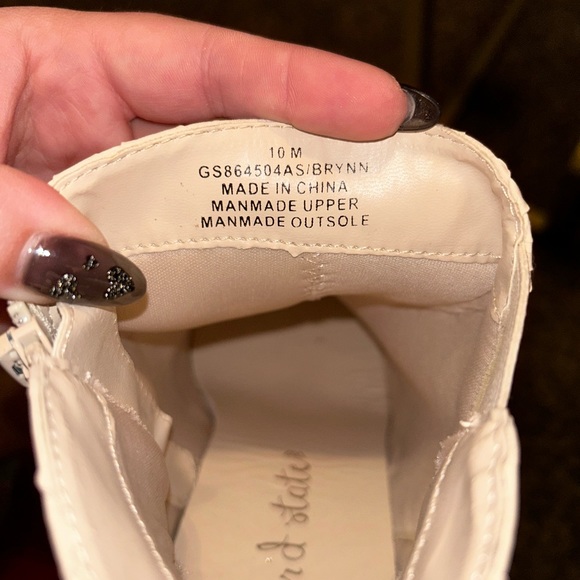 10 M
GS864504AS/BRYNN
MADE IN CHINA
MANMADE UPPER
MANMADE OUTSOLE